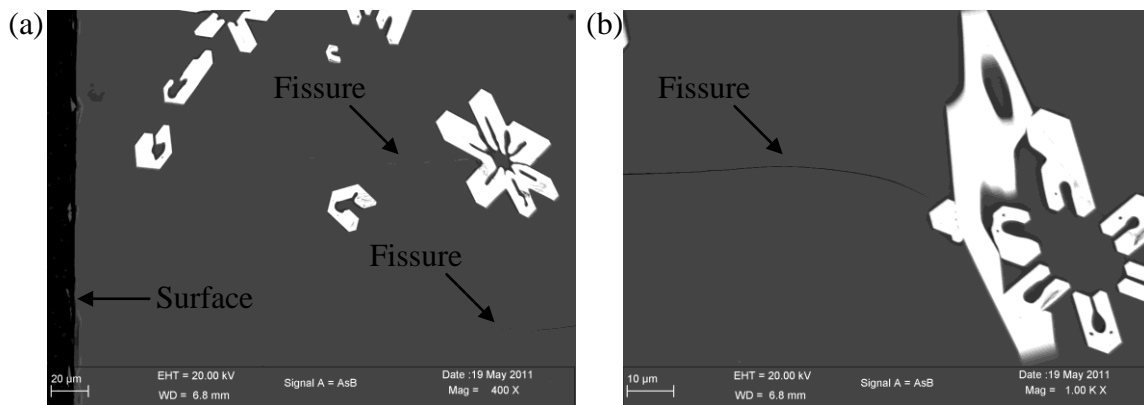 (a)
Fissure
Fissure
Surface
20 µm
EHT = 20.00 kV
WD = 6.8 mm
Signal A = AsB
Date :19 May 2011
Mag = 400 X
(b)
Fissure
10 µm
EHT = 20.00 kV
WD = 6.8 mm
Signal A = AsB
Date :19 May 2011
Mag = 1.00 K X